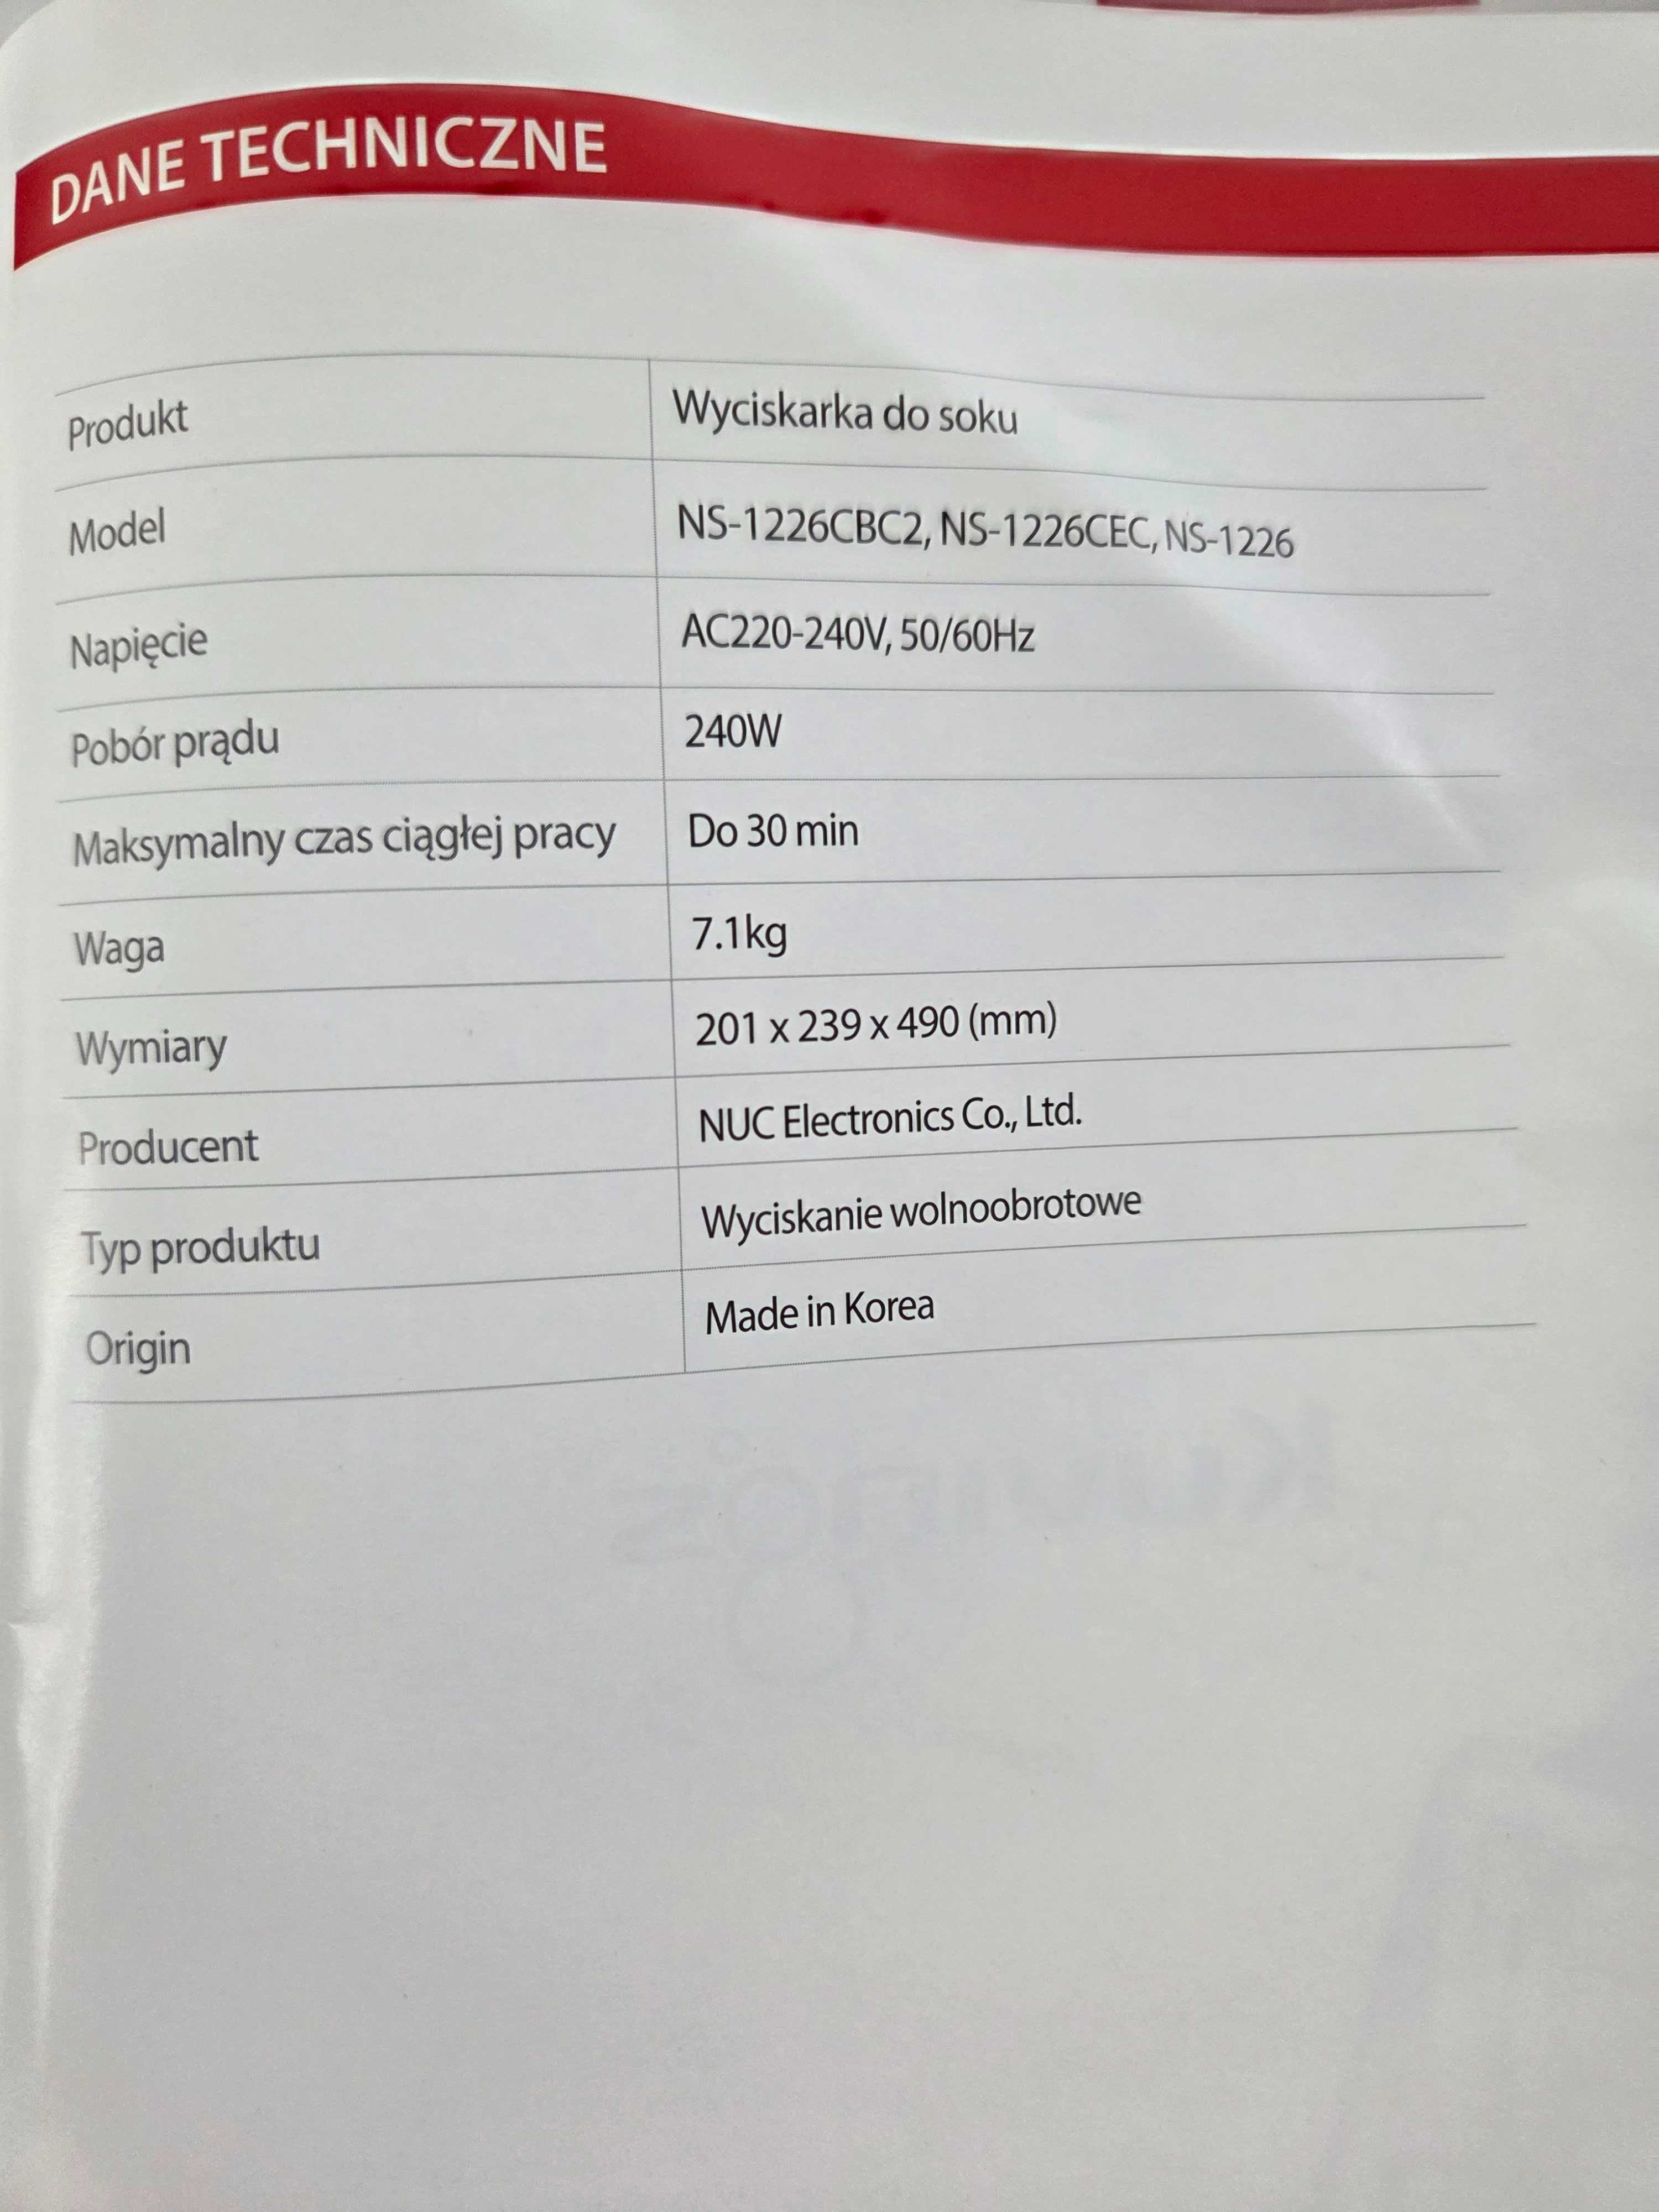 DANE TECHNICZNE
Produkt Wyciskarka do soku
Model NS-1226CBC2, NS-1226CEC, NS-1226
Napięcie AC220-240V, 50/60Hz
Pobór prądu 240W
Maksymalny czas ciągłej pracy Do 30 min
Waga 7.1kg
Wymiary 201 x 239 x 490 (mm)
Producent NUC Electronics Co., Ltd.
Typ produktu Wyciskanie wolnoobrotowe
Origin Made in Korea